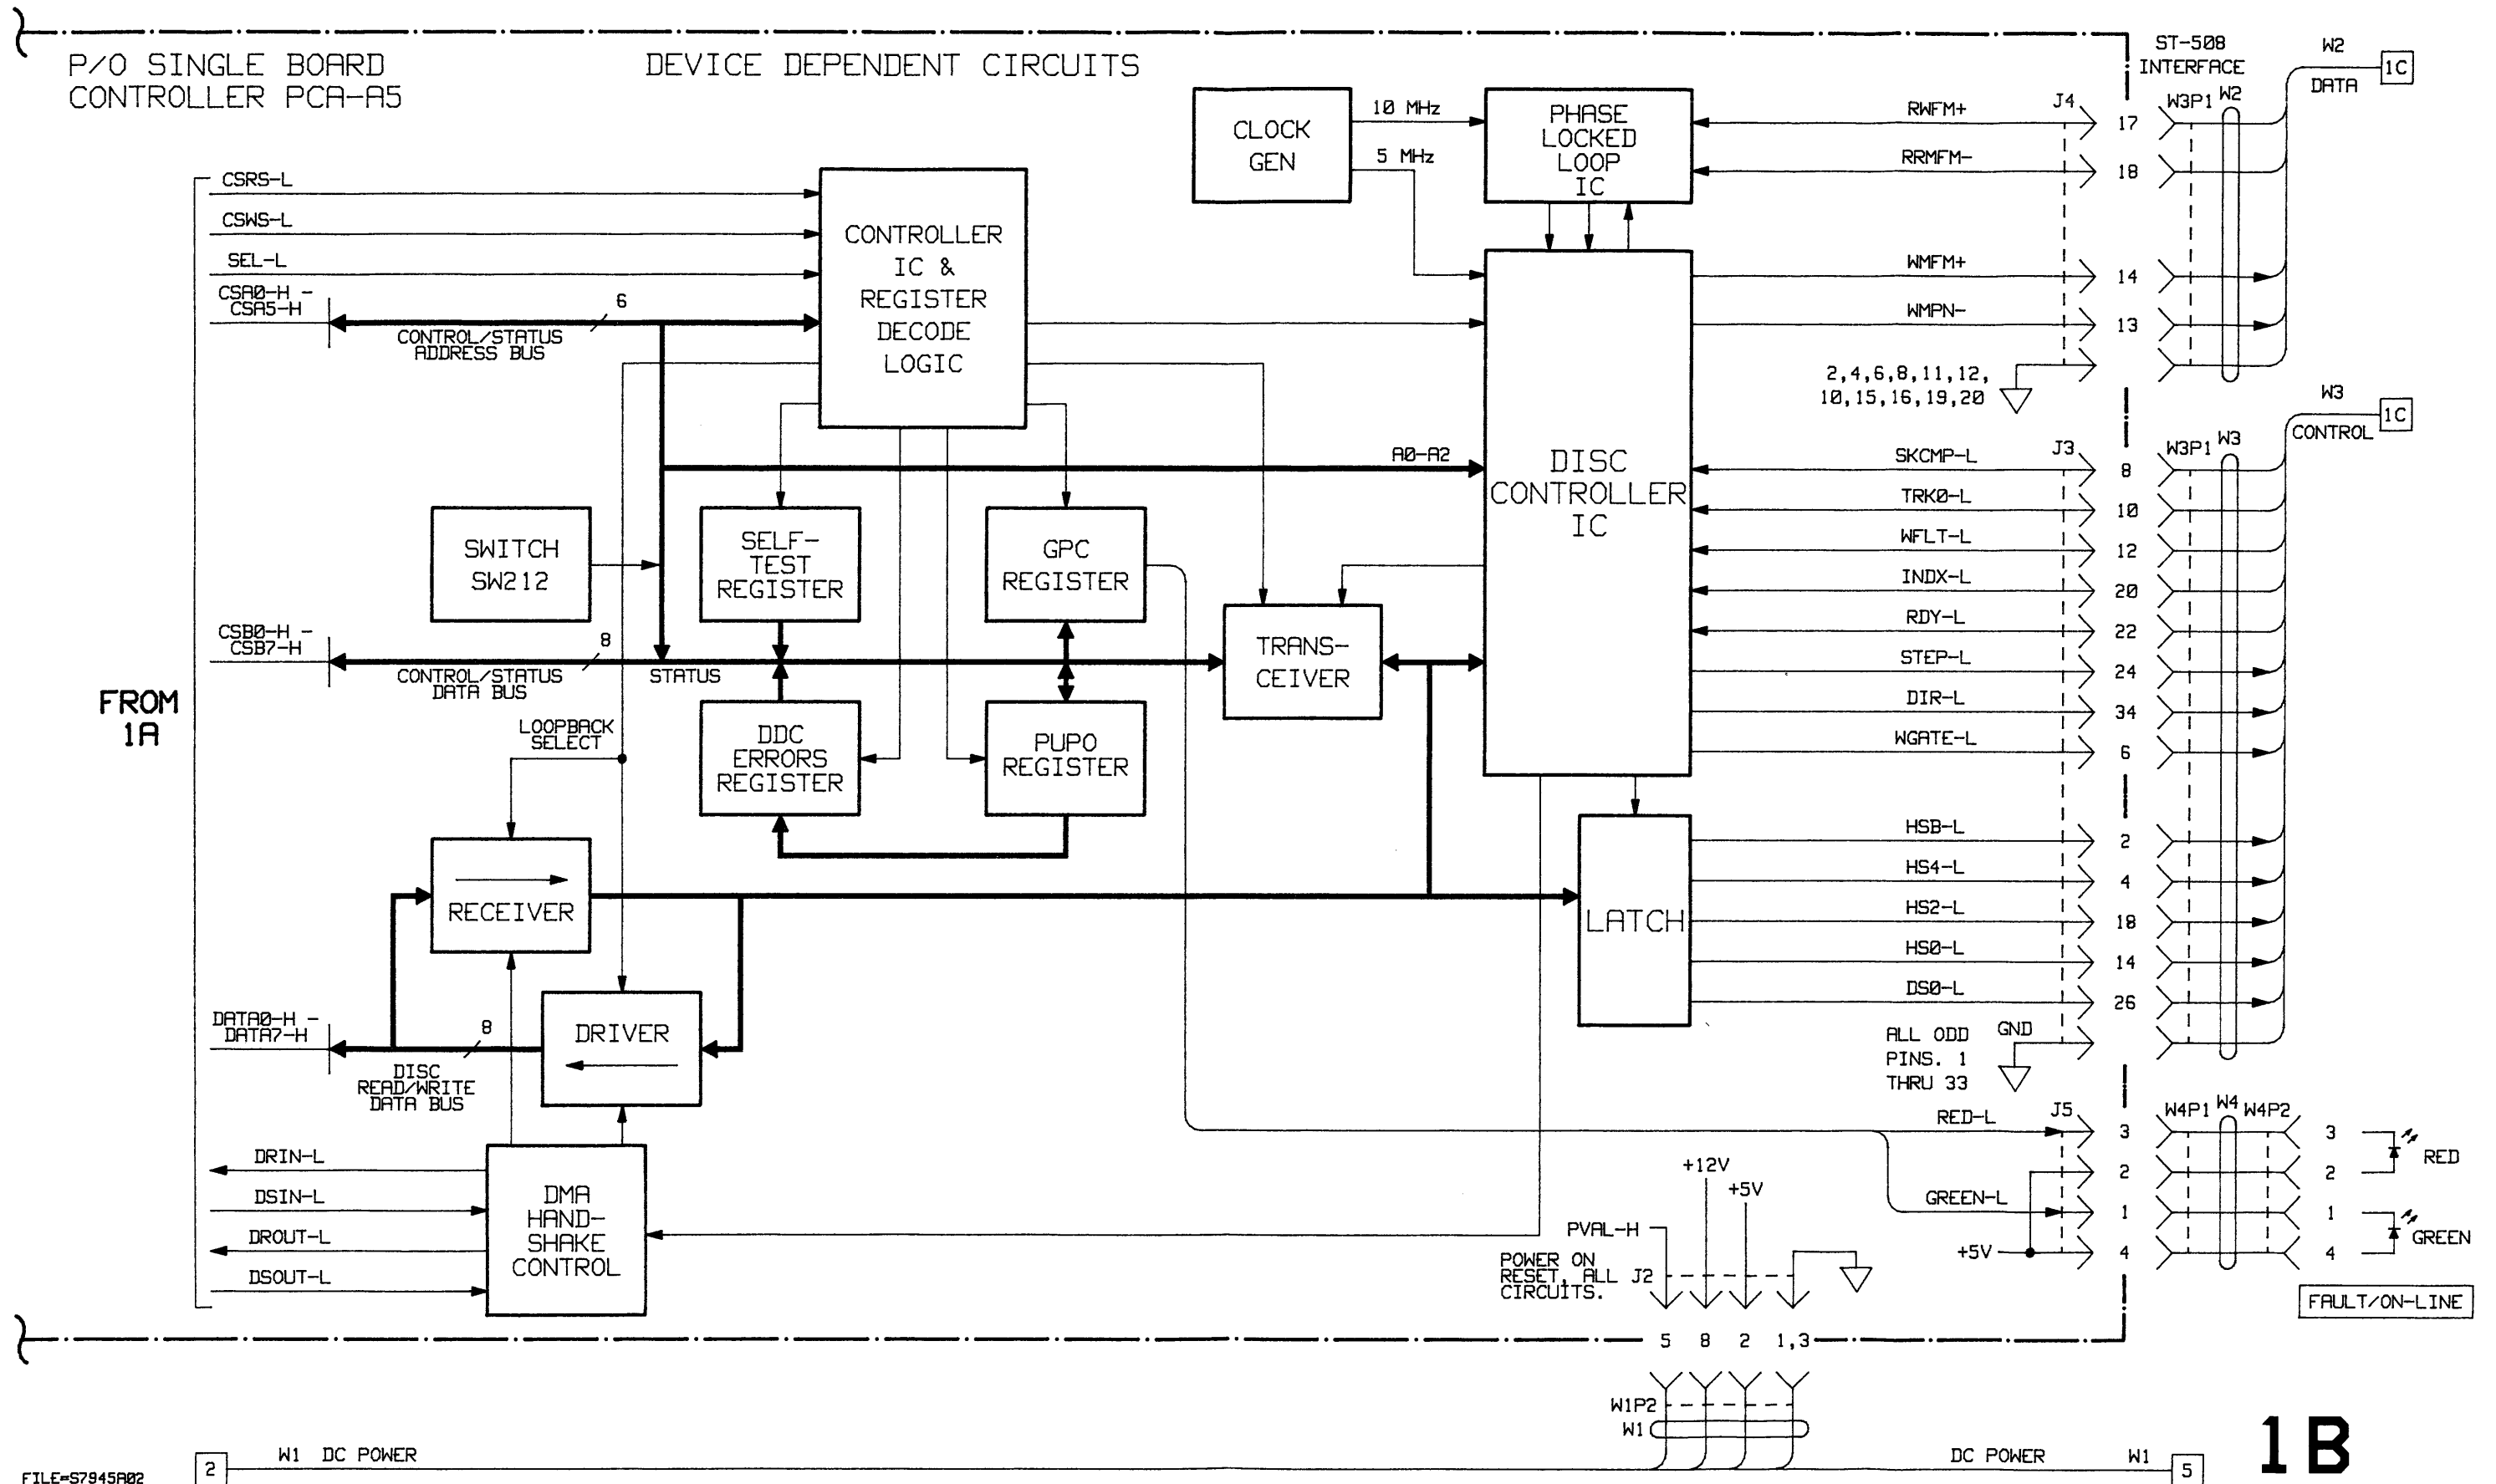 P/O SINGLE BOARD
CONTROLLER PCA-A5
DEVICE DEPENDENT CIRCUITS
ST-508
INTERFACE
W2
1C
DATA
CLOCK
GEN
10 MHz
5 MHz
PHASE
LOCKED
LOOP
IC
RWFM+
RRMFM-
J4
17
18
W3P1
W2
CSRS-L
CSWS-L
SEL-L
CSA0-H -
CSA5-H
6
CONTROL/STATUS
ADDRESS BUS
CONTROLLER
IC &
REGISTER
DECODE
LOGIC
WMFM+
14
WMPN-
13
2,4,6,8,11,12,
10,15,16,19,20
W3
1C
CONTROL
A0-A2
DISC
CONTROLLER
IC
J3
W3P1
W3
SKCMP-L
8
TRK0-L
10
WFLT-L
12
INDX-L
20
RDY-L
22
STEP-L
24
DIR-L
34
WGATE-L
6
SWITCH
SW212
SELF-
TEST
REGISTER
GPC
REGISTER
CSB0-H -
CSB7-H
8
CONTROL/STATUS
DATA BUS
STATUS
TRANS-
CEIVER
FROM
1A
LOOPBACK
SELECT
DDC
ERRORS
REGISTER
PUPO
REGISTER
HSB-L
2
HS4-L
4
HS2-L
18
HS0-L
14
DS0-L
26
LATCH
RECEIVER
DATA0-H -
DATA7-H
8
DISC
READ/WRITE
DATA BUS
DRIVER
ALL ODD
PINS. 1
THRU 33
GND
DRIN-L
DSIN-L
DROUT-L
DSOUT-L
DMA
HAND-
SHAKE
CONTROL
RED-L
J5
W4P1
W4
W4P2
3
3
2
2
RED
GREEN-L
1
1
+5V
4
4
GREEN
FAULT/ON-LINE
+12V
+5V
PVAL-H
POWER ON
RESET, ALL
CIRCUITS.
J2
5
8
2
1,3
W1P2
W1
1B
2
W1 DC POWER
DC POWER
W1
5
FILE=S7945A02